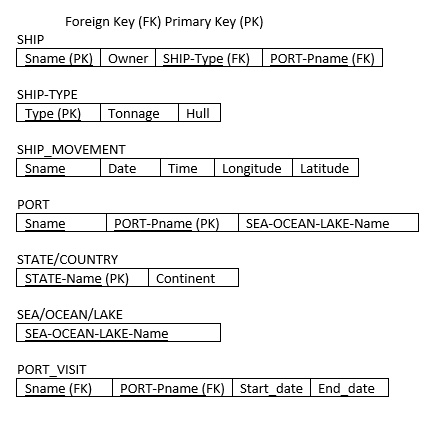 Foreign Key (FK) Primary Key (PK)
SHIP
Sname (PK) Owner SHIP-Type (FK) PORT-Pname (FK)
SHIP-TYPE
Type (PK) Tonnage Hull
SHIP_MOVEMENT
Sname Date Time Longitude Latitude
PORT
Sname PORT-Pname (PK) SEA-OCEAN-LAKE-Name
STATE/COUNTRY
STATE-Name (PK) Continent
SEA/OCEAN/LAKE
SEA-OCEAN-LAKE-Name
PORT_VISIT
Sname (FK) PORT-Pname (FK) Start_date End_date